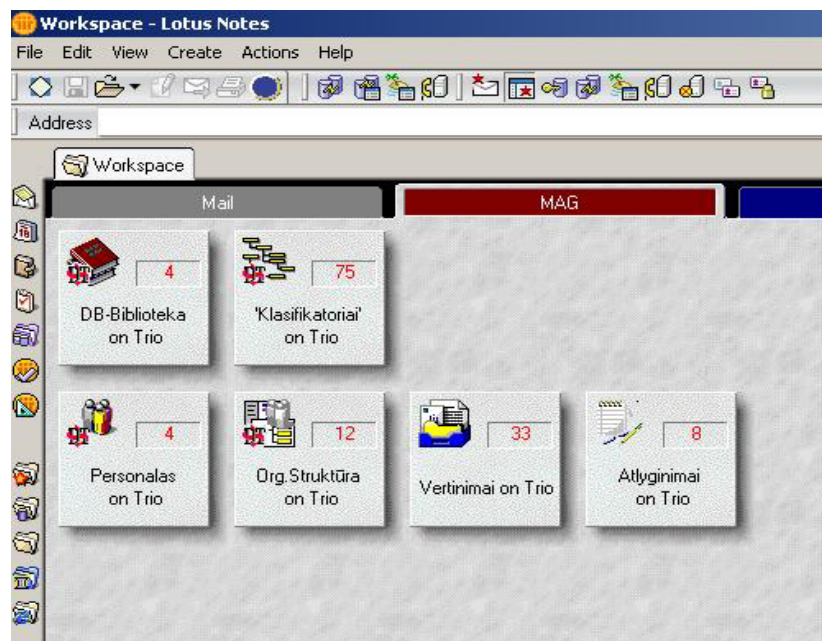 Workspace - Lotus Notes
File Edit View Create Actions Help
Address
Workspace
Mail MAG
4 75
DB-Biblioteka 'Klasifikatoriai'
on Trio on Trio
4 12 33 8
Personalas Org.Struktūra Vertinimai on Trio Atlyginimai
on Trio on Trio on Trio